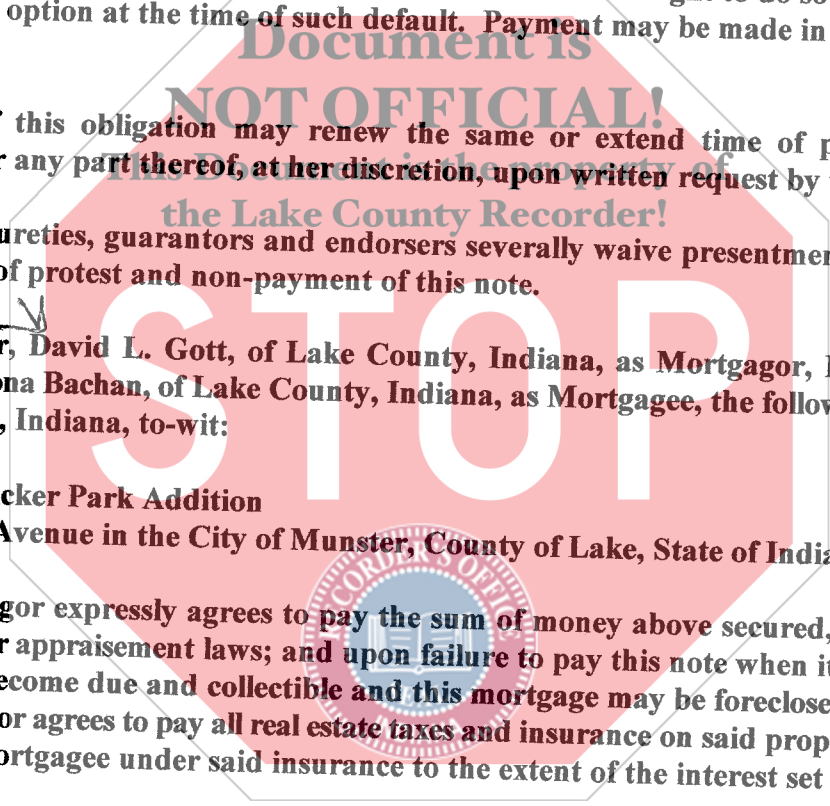 option at the time of such default. Payment may be made in
Document is
NOT OFFICIAL!
this obligation may renew the same or extend time of
any part thereof, at her discretion, upon written request by
This Document is the property of
the Lake County Recorder!
ureties, guarantors and endorsers severally waive presentmen
of protest and non-payment of this note.
r, David L. Gott, of Lake County, Indiana, as Mortgagor,
ona Bachan, of Lake County, Indiana, as Mortgagee, the follow
, Indiana, to-wit:
STOP
cker Park Addition
Avenue in the City of Munster, County of Lake, State of India
RECORDER'S OFFICE
gor expressly agrees to pay the sum of money above secured,
r appraisement laws; and upon failure to pay this note when it
ecome due and collectible and this mortgage may be foreclose
or agrees to pay all real estate taxes and insurance on said prop
ortgagee under said insurance to the extent of the interest set